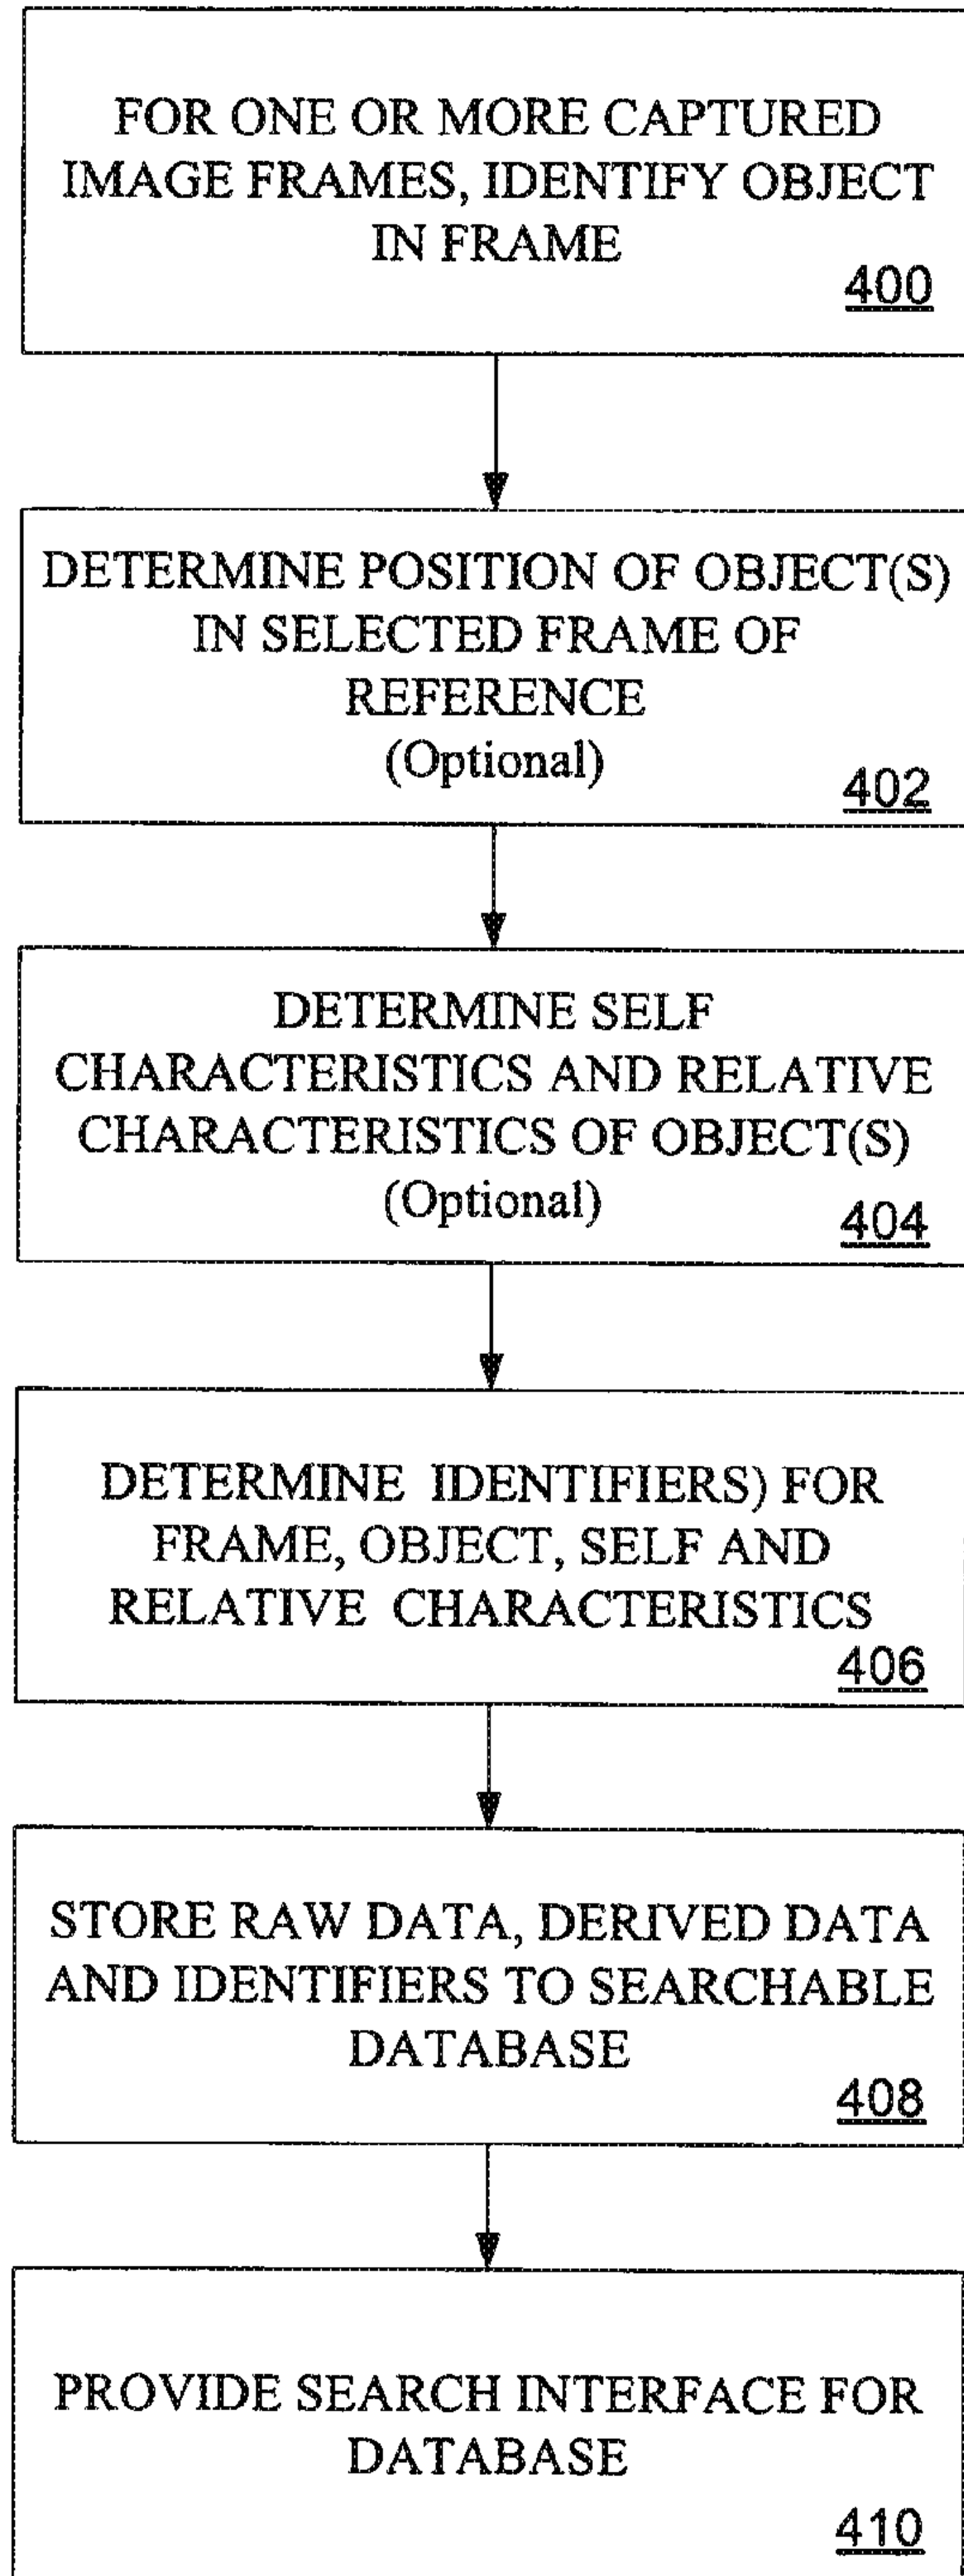 FOR ONE OR MORE CAPTURED
IMAGE FRAMES, IDENTIFY OBJECT
IN FRAME
400
DETERMINE POSITION OF OBJECT(S)
IN SELECTED FRAME OF
REFERENCE
(Optional)
402
DETERMINE SELF
CHARACTERISTICS AND RELATIVE
CHARACTERISTICS OF OBJECT(S)
(Optional)
404
DETERMINE IDENTIFIERS) FOR
FRAME, OBJECT, SELF AND
RELATIVE CHARACTERISTICS
406
STORE RAW DATA, DERIVED DATA
AND IDENTIFIERS TO SEARCHABLE
DATABASE
408
PROVIDE SEARCH INTERFACE FOR
DATABASE
410